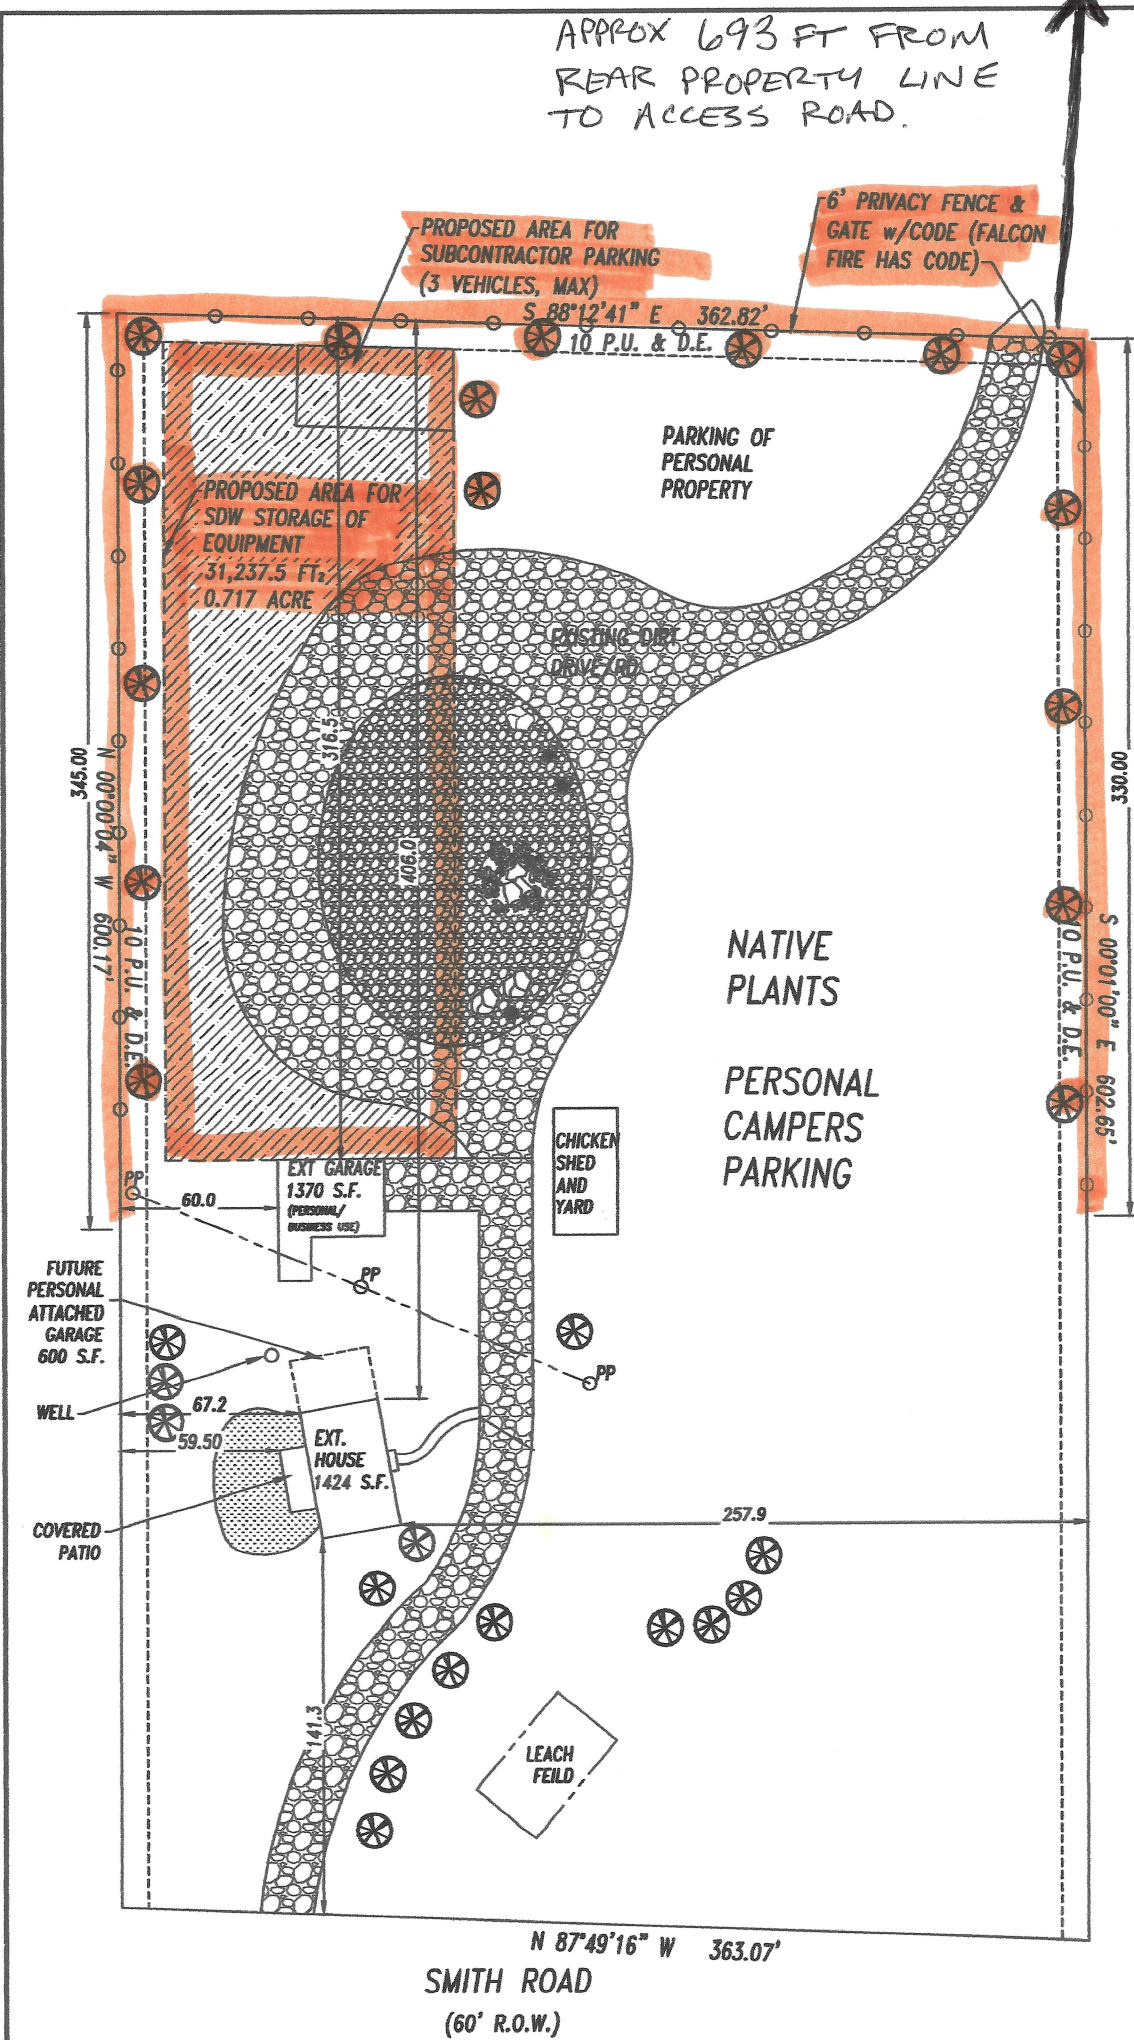 APPROX 693 FT FROM
REAR PROPERTY LINE
TO ACCESS ROAD.
PROPOSED AREA FOR
SUBCONTRACTOR PARKING
(3 VEHICLES, MAX)
6' PRIVACY FENCE &
GATE w/CODE (FALCON
FIRE HAS CODE)
S 88°12'41" E 362.82'
10 P.U. & D.E.
PARKING OF
PERSONAL
PROPERTY
PROPOSED AREA FOR
SDW STORAGE OF
EQUIPMENT
31,237.5 FT2
0.717 ACRE
EXISTING DIRT
DRIVE/RD
345.00
N 00°00'04" W 600.17'
10 P.U. & D.E.
316.5
406.0
330.00
S 00°01'00" E 602.65'
10 P.U. & D.E.
NATIVE
PLANTS
PERSONAL
CAMPERS
PARKING
CHICKEN
SHED
AND
YARD
EXT GARAGE
1370 S.F.
(PERSONAL/
BUSINESS USE)
PP
60.0
PP
PP
FUTURE
PERSONAL
ATTACHED
GARAGE
600 S.F.
WELL
67.2
59.50
EXT.
HOUSE
1424 S.F.
COVERED
PATIO
257.9
141.3
LEACH
FEILD
N 87°49'16" W 363.07'
SMITH ROAD
(60' R.O.W.)